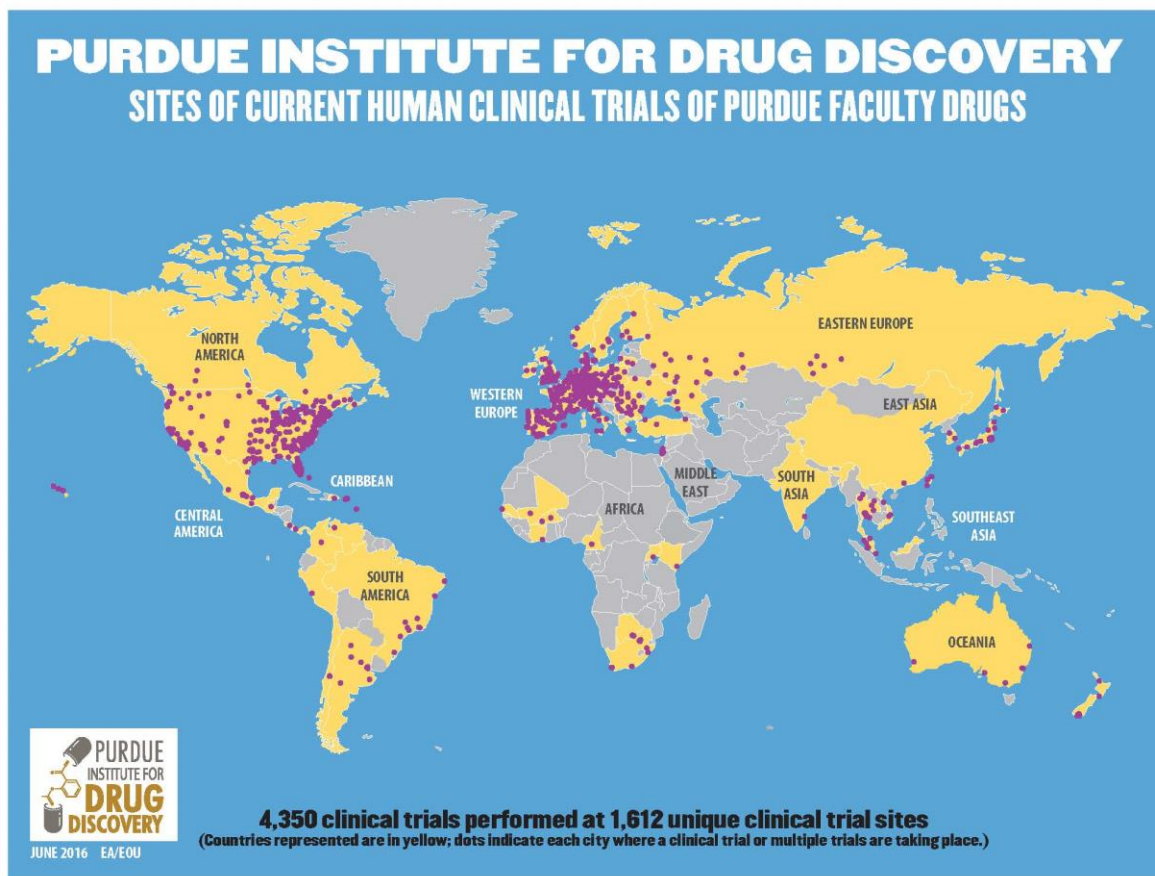 PURDUE INSTITUTE FOR DRUG DISCOVERY
SITES OF CURRENT HUMAN CLINICAL TRIALS OF PURDUE FACULTY DRUGS
NORTH
AMERICA
EASTERN EUROPE
WESTERN
EUROPE
EAST ASIA
CARIBBEAN
MIDDLE
EAST
SOUTH
ASIA
CENTRAL
AMERICA
AFRICA
SOUTHEAST
ASIA
SOUTH
AMERICA
OCEANIA
PURDUE
INSTITUTE FOR
DRUG
DISCOVERY
4,350 clinical trials performed at 1,612 unique clinical trial sites
(Countries represented are in yellow; dots indicate each city where a clinical trial or multiple trials are taking place.)
JUNE 2016 EA/EOU